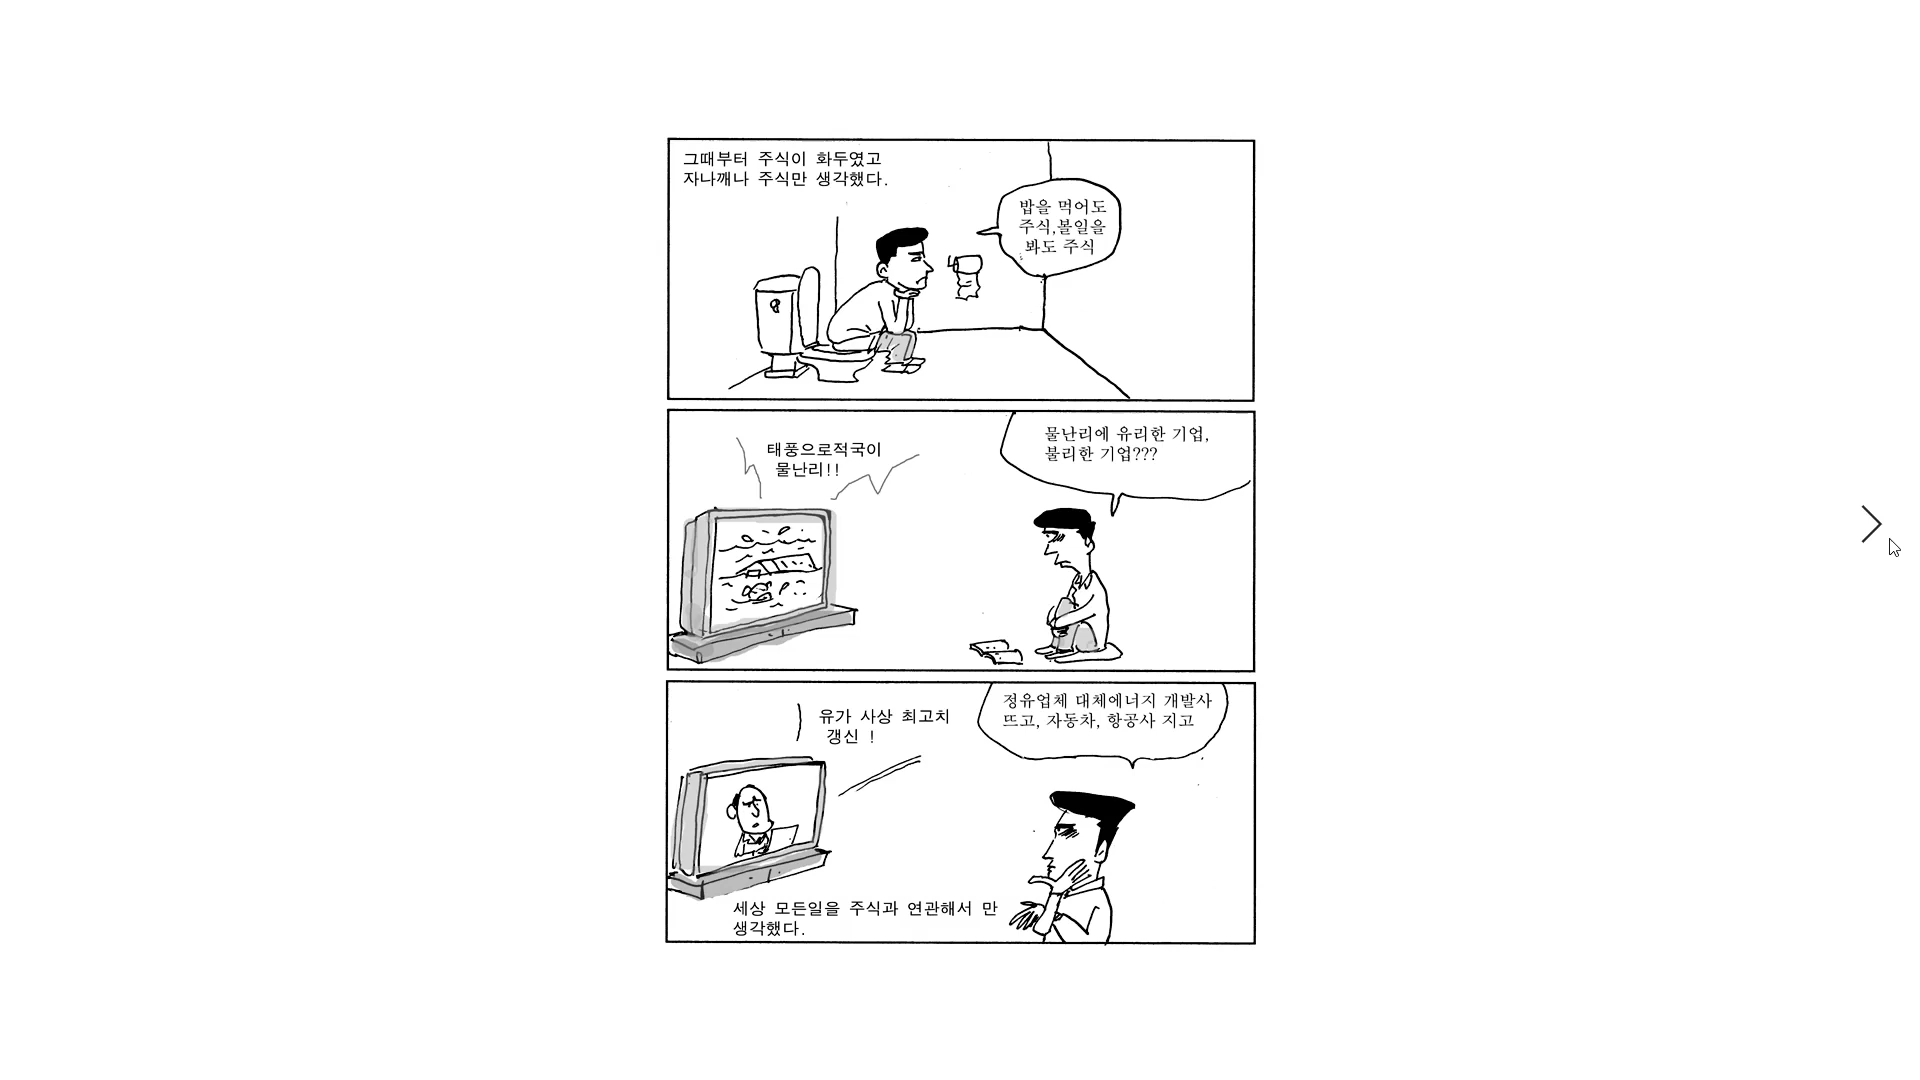 그때부터 주식이 화두였고
자나깨나 주식만 생각했다.
밥을 먹어도
주식,볼일을
봐도 주식
태풍으로적국이
물난리!!
물난리에 유리한 기업,
불리한 기업???
유가 사상 최고치
갱신 !
정유업체 대체에너지 개발사
뜨고, 자동차, 항공사 지고
세상 모든일을 주식과 연관해서 만
생각했다.